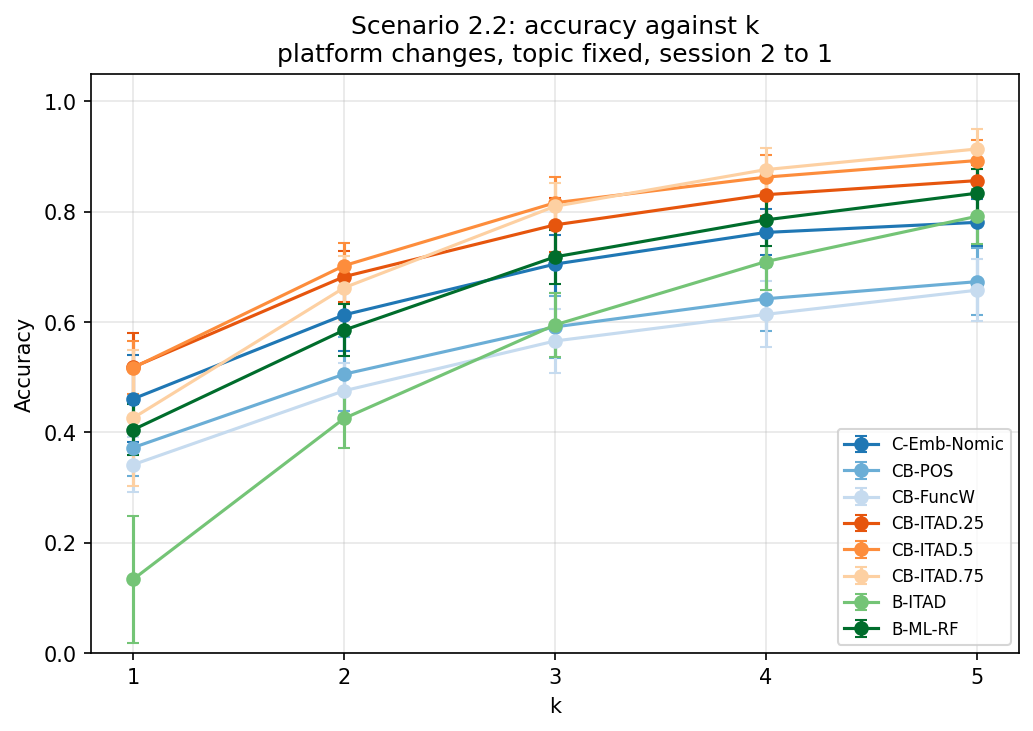 Scenario 2.2: accuracy against k
platform changes, topic fixed, session 2 to 1
Accuracy
1.0
0.8
0.6
0.4
0.2
0.0
1 2 3 4 5
k
C-Emb-Nomic
CB-POS
CB-FuncW
CB-ITAD.25
CB-ITAD.5
CB-ITAD.75
B-ITAD
B-ML-RF